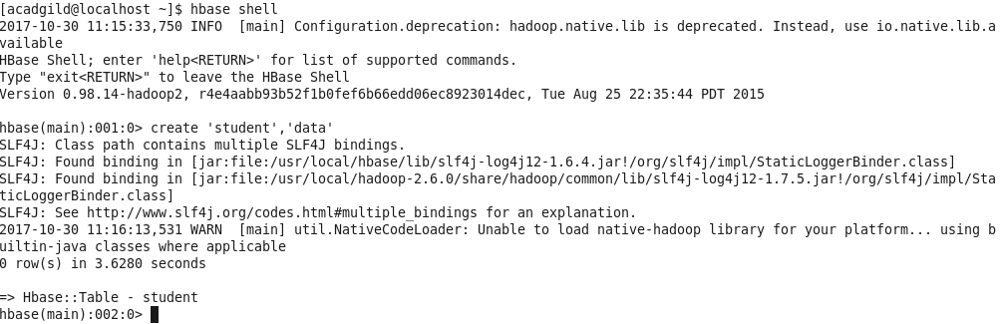 [acadgild@localhost ~]$ hbase shell
2017-10-30 11:15:33,750 INFO  [main] Configuration.deprecation: hadoop.native.lib is deprecated. Instead, use io.native.lib.a
vailable
HBase Shell; enter 'help<RETURN>' for list of supported commands.
Type "exit<RETURN>" to leave the HBase Shell
Version 0.98.14-hadoop2, r4e4aabb93b52f1b0fef6b66edd06ec8923014dec, Tue Aug 25 22:35:44 PDT 2015

hbase(main):001:0> create 'student','data'
SLF4J: Class path contains multiple SLF4J bindings.
SLF4J: Found binding in [jar:file:/usr/local/hbase/lib/slf4j-log4j12-1.6.4.jar!/org/slf4j/impl/StaticLoggerBinder.class]
SLF4J: Found binding in [jar:file:/usr/local/hadoop-2.6.0/share/hadoop/common/lib/slf4j-log4j12-1.7.5.jar!/org/slf4j/impl/Sta
ticLoggerBinder.class]
SLF4J: See http://www.slf4j.org/codes.html#multiple_bindings for an explanation.
2017-10-30 11:16:13,531 WARN  [main] util.NativeCodeLoader: Unable to load native-hadoop library for your platform... using b
uiltin-java classes where applicable
0 row(s) in 3.6280 seconds

=> Hbase::Table - student
hbase(main):002:0>